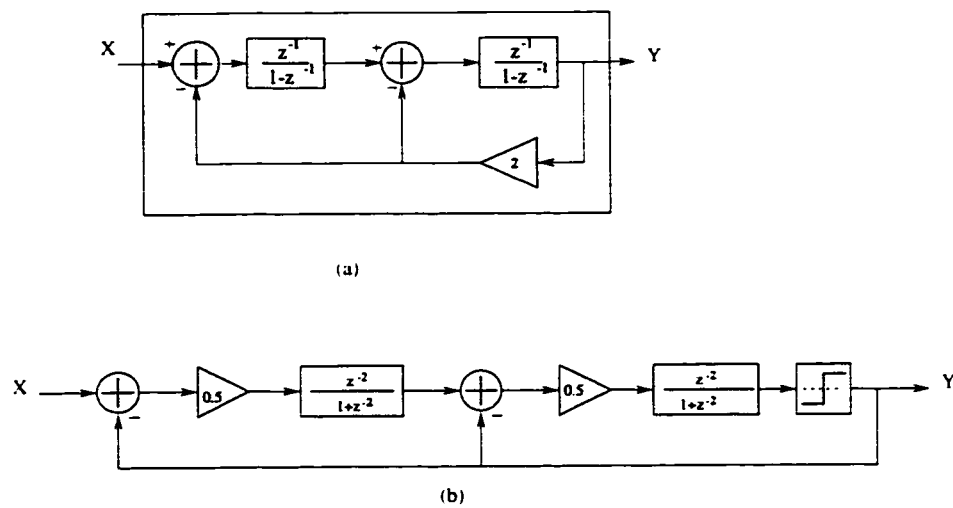 X + z^-1 + z^-1 Y
1-z^-1 1-z^-1
− −
2
(a)
X 0.5 z^-2 0.5 z^-2 Y
1+z^-2 1+z^-2
− −
(b)